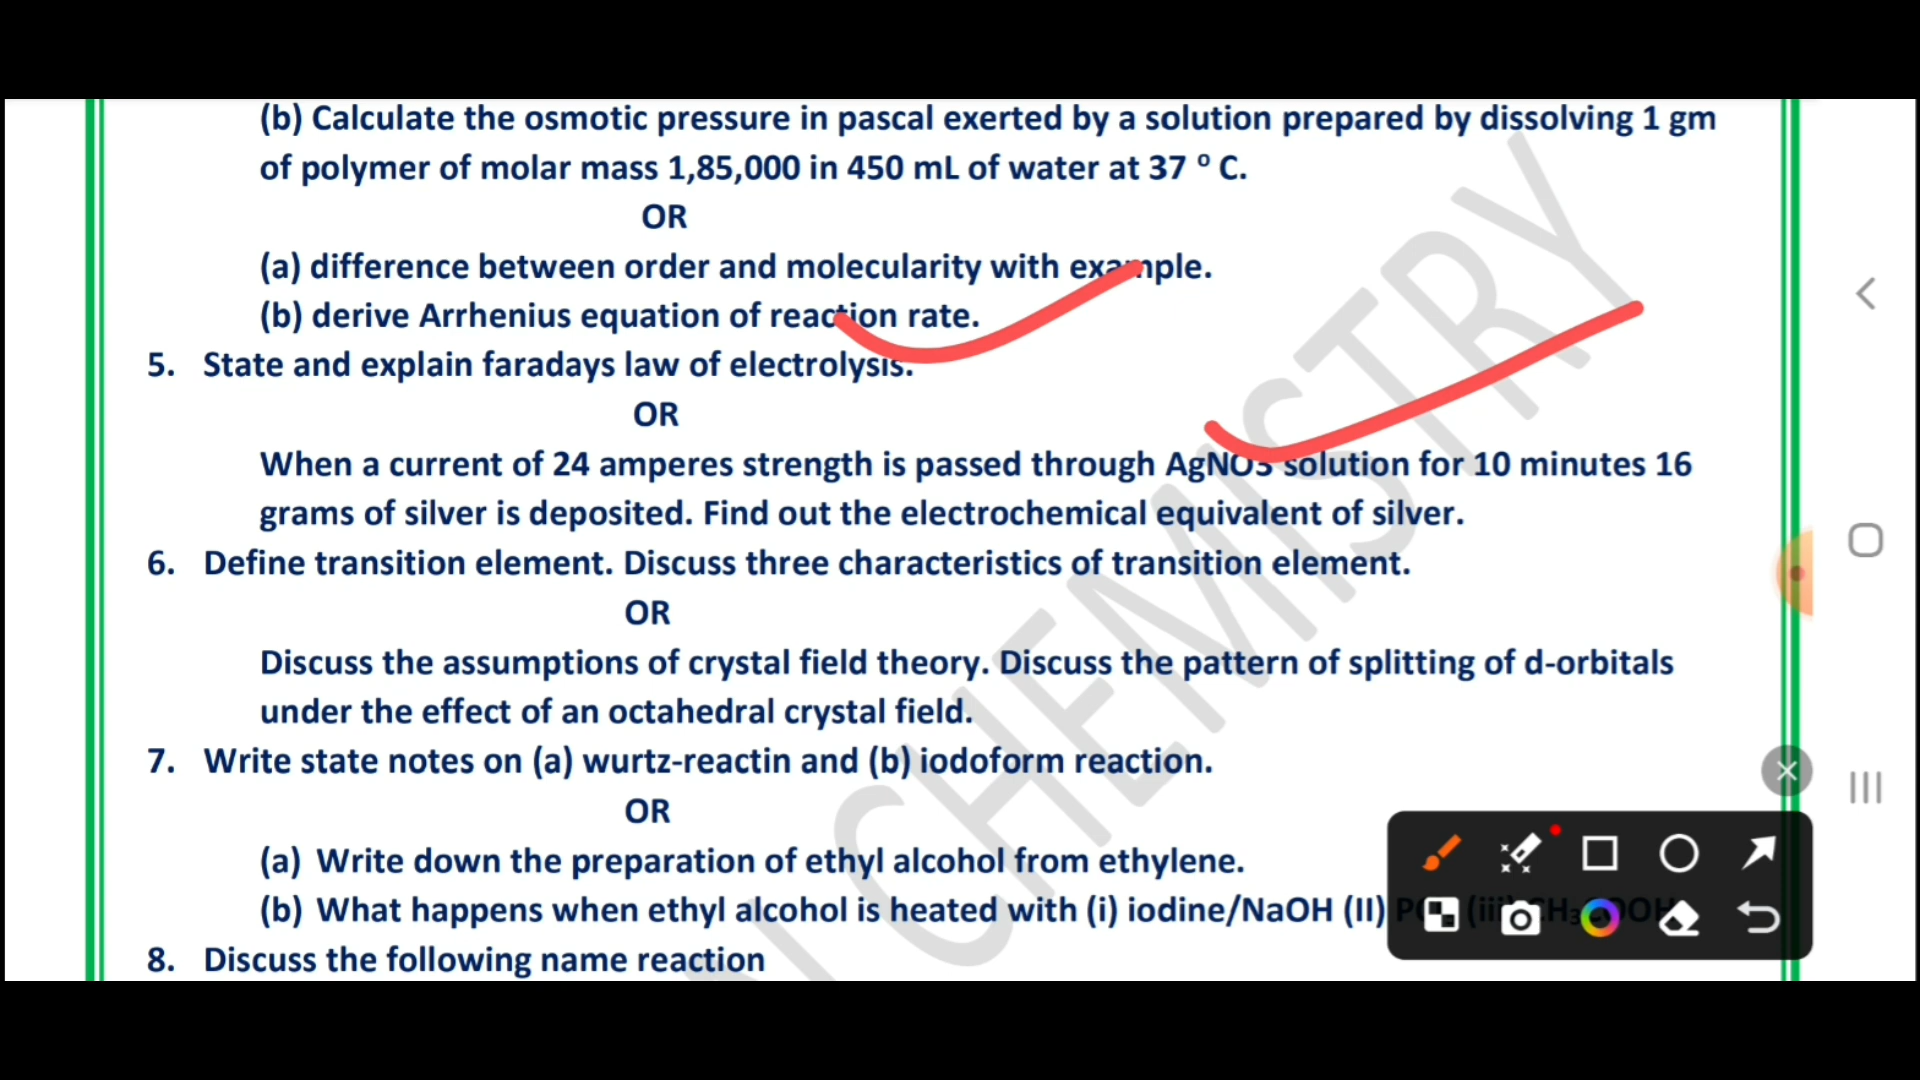 (b) Calculate the osmotic pressure in pascal exerted by a solution prepared by dissolving 1 gm
of polymer of molar mass 1,85,000 in 450 mL of water at 37 ° C.
OR
(a) difference between order and molecularity with example.
(b) derive Arrhenius equation of reaction rate.
5. State and explain faradays law of electrolysis.
OR
When a current of 24 amperes strength is passed through AgNO3 solution for 10 minutes 16
grams of silver is deposited. Find out the electrochemical equivalent of silver.
6. Define transition element. Discuss three characteristics of transition element.
OR
Discuss the assumptions of crystal field theory. Discuss the pattern of splitting of d-orbitals
under the effect of an octahedral crystal field.
7. Write state notes on (a) wurtz-reactin and (b) iodoform reaction.
OR
(a) Write down the preparation of ethyl alcohol from ethylene.
(b) What happens when ethyl alcohol is heated with (i) iodine/NaOH (II)
8. Discuss the following name reaction
CHEMISTRY